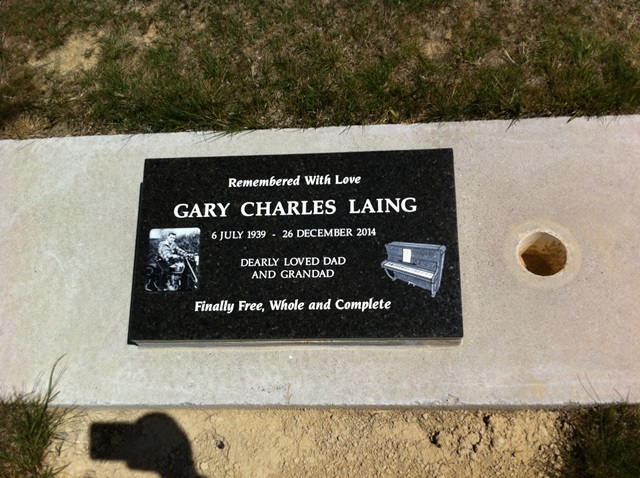 Remembered With Love
GARY CHARLES LAING
6 JULY 1939 - 26 DECEMBER 2014
DEARLY LOVED DAD
AND GRANDAD
Finally Free, Whole and Complete